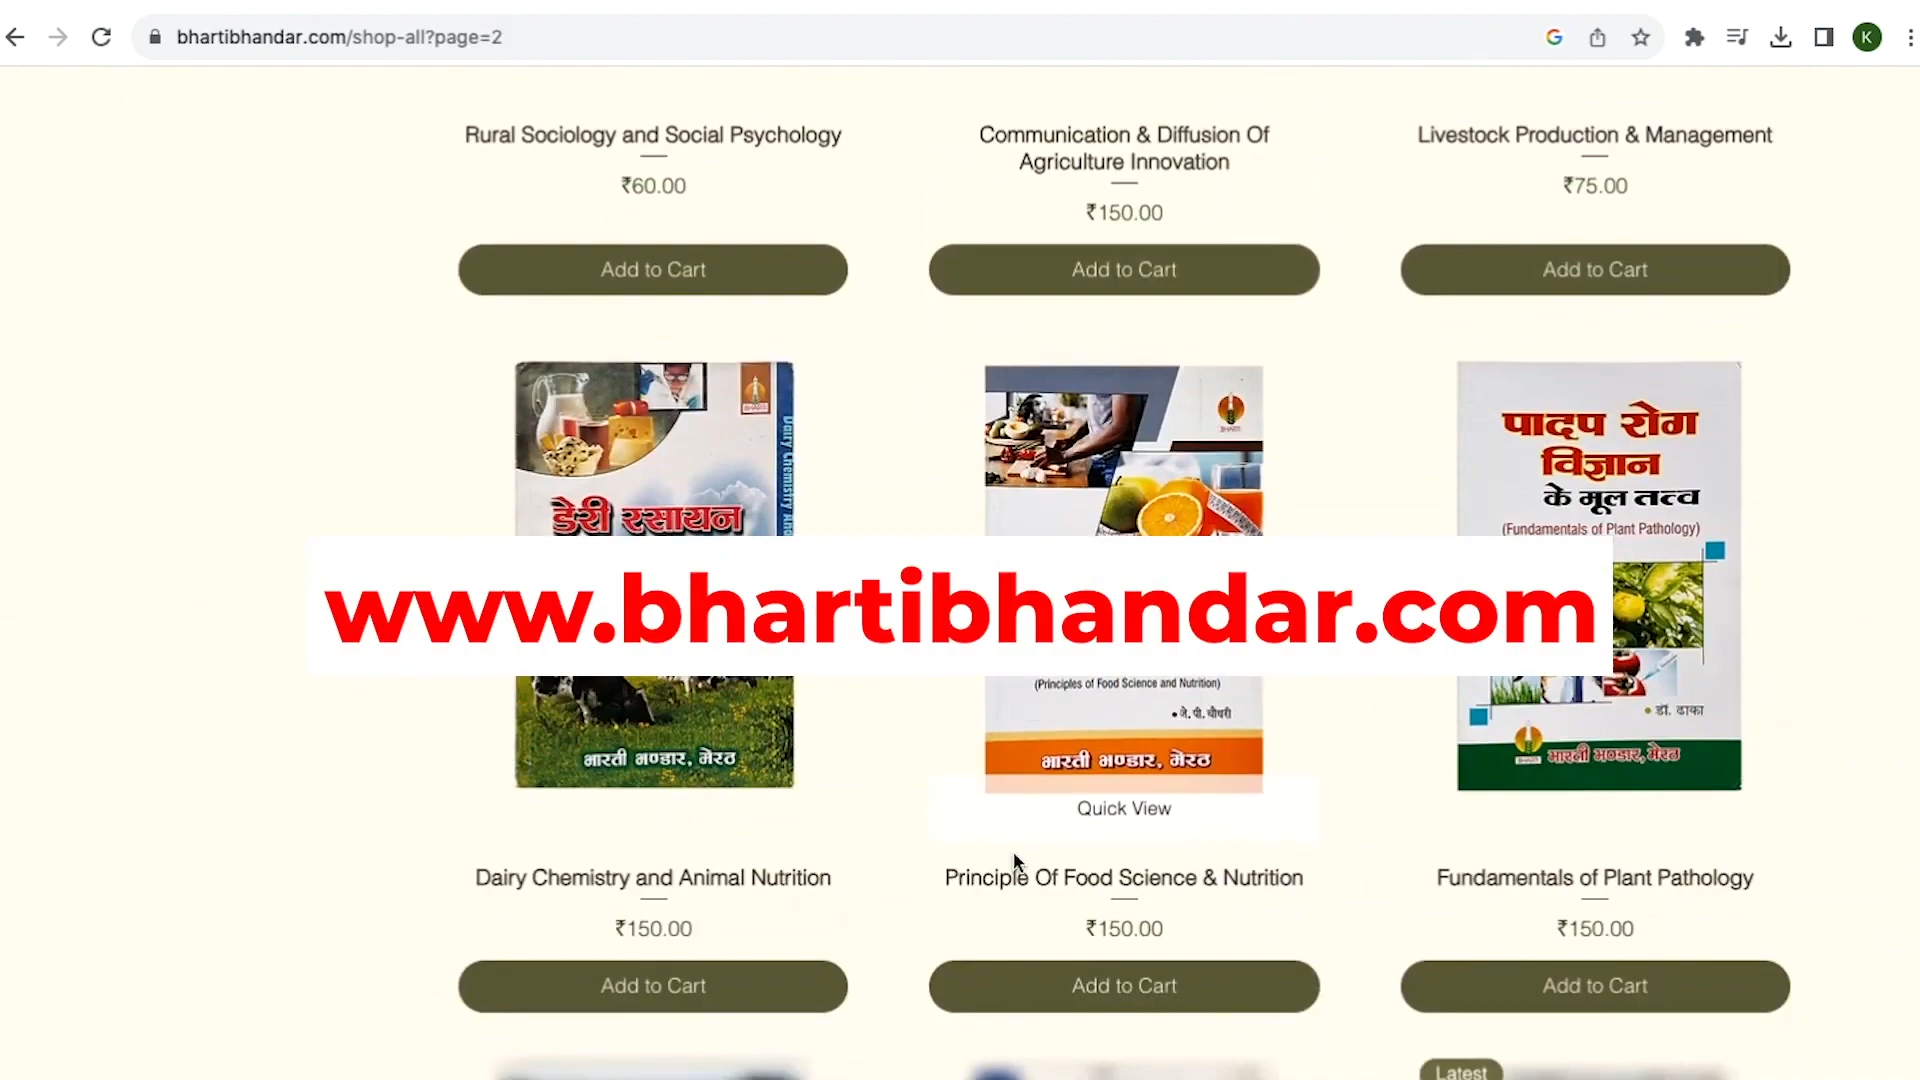 bhartibhandar.com/shop-all?page=2
K
Rural Sociology and Social Psychology
₹60.00
Add to Cart
Communication & Diffusion Of
Agriculture Innovation
₹150.00
Add to Cart
Livestock Production & Management
₹75.00
Add to Cart
डेरी रसायन
BHARTI
भारती भण्डार, मेरठ
BHARTI
(Principles of Food Science and Nutrition)
• जे. पी. चौधरी
भारती भण्डार, मेरठ
Quick View
पादप रोग
विज्ञान
के मूल तत्व
(Fundamentals of Plant Pathology)
• डॉ. ढाका
BHARTI
भारती भण्डार, मेरठ
www.bhartibhandar.com
Dairy Chemistry and Animal Nutrition
₹150.00
Add to Cart
Principle Of Food Science & Nutrition
₹150.00
Add to Cart
Fundamentals of Plant Pathology
₹150.00
Add to Cart
Latest